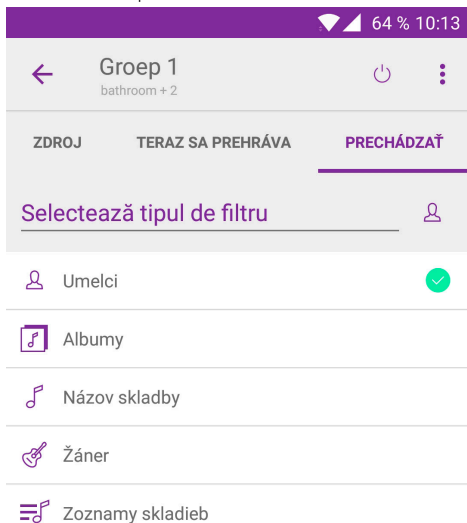 64 % 10:13
Groep 1
bathroom + 2
ZDROJ TERAZ SA PREHRÁVA PRECHÁDZAŤ
Selectează tipul de filtru
Umelci
Albumy
Názov skladby
Žáner
Zoznamy skladieb